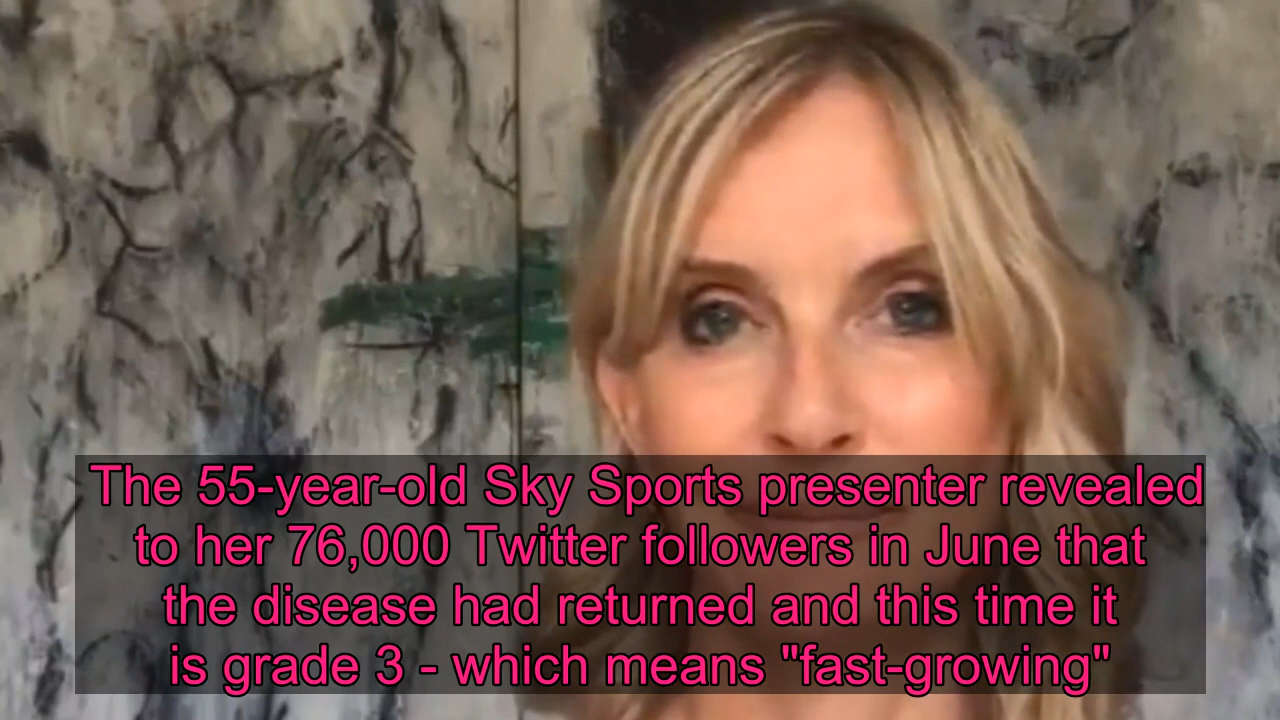 The 55-year-old Sky Sports presenter revealed
to her 76,000 Twitter followers in June that
the disease had returned and this time it
is grade 3 - which means "fast-growing"